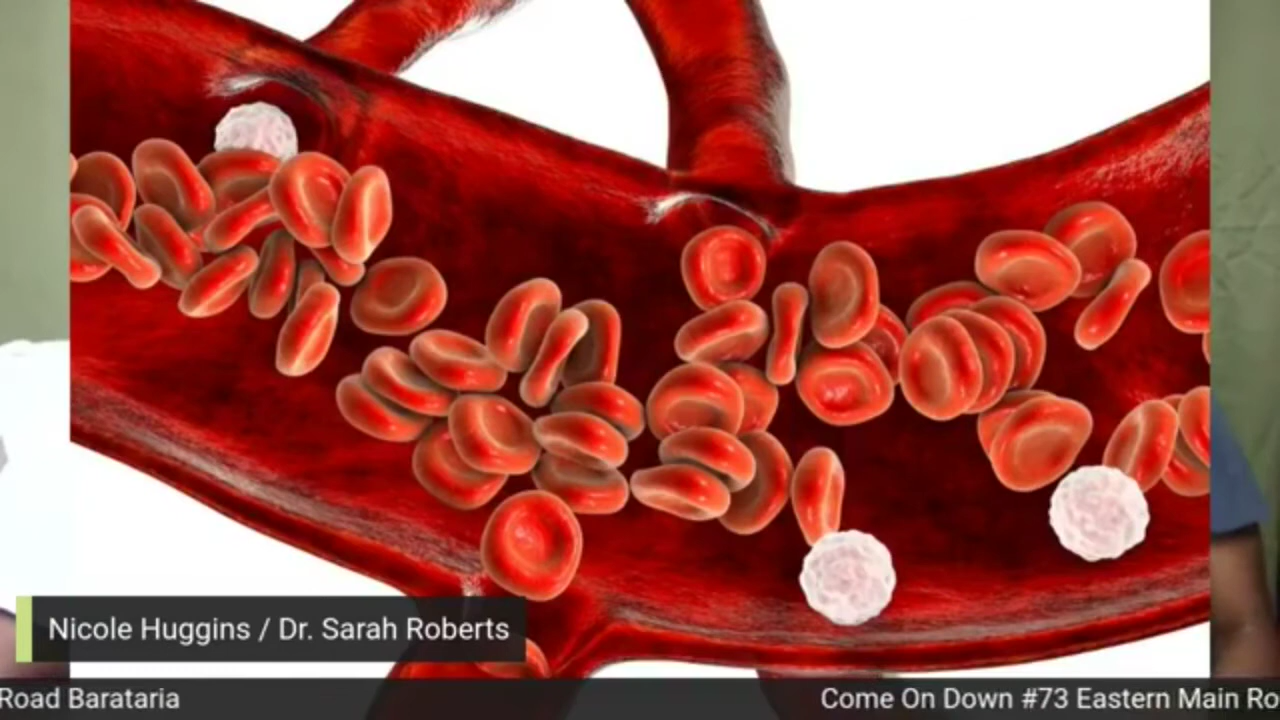 Nicole Huggins / Dr. Sarah Roberts
Road Barataria
Come On Down #73 Eastern Main Ro